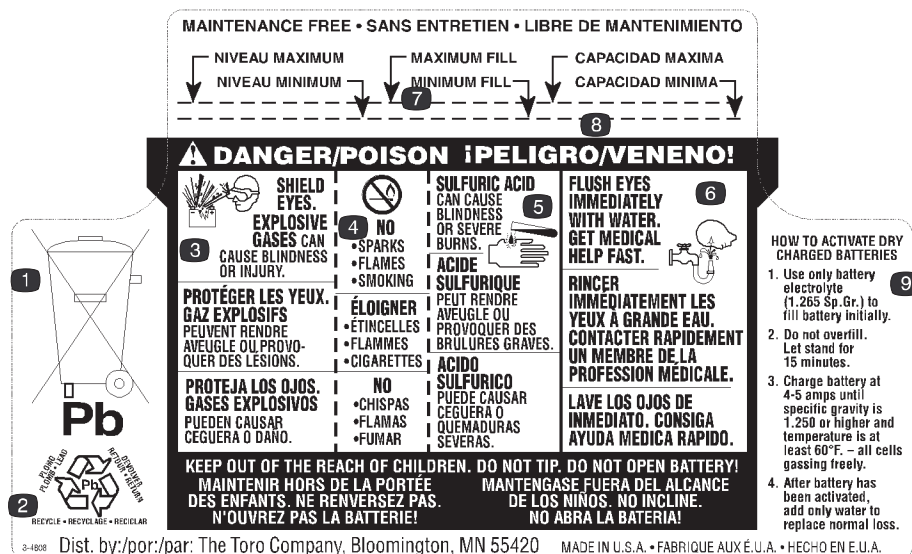 MAINTENANCE FREE • SANS ENTRETIEN • LIBRE DE MANTENIMIENTO
NIVEAU MAXIMUM
MAXIMUM FILL
CAPACIDAD MAXIMA
NIVEAU MINIMUM
MINIMUM FILL
CAPACIDAD MINIMA
7
8
DANGER/POISON ¡PELIGRO/VENENO!
SHIELD
EYES.
EXPLOSIVE
GASES CAN
CAUSE BLINDNESS
OR INJURY.
3
PROTÉGER LES YEUX.
GAZ EXPLOSIFS
PEUVENT RENDRE
AVEUGLE OU PROVO-
QUER DES LÉSIONS.
PROTEJA LOS OJOS.
GASES EXPLOSIVOS
PUEDEN CAUSAR
CEGUERA O DAÑO.
4
NO
•SPARKS
•FLAMES
•SMOKING
ÉLOIGNER
•ÉTINCELLES
•FLAMMES
•CIGARETTES
NO
•CHISPAS
•FLAMAS
•FUMAR
SULFURIC ACID
CAN CAUSE
BLINDNESS
OR SEVERE
BURNS.
5
ACIDE
SULFURIQUE
PEUT RENDRE
AVEUGLE OU
PROVOQUER DES
BRULURES GRAVES.
ACIDO
SULFURICO
PUEDE CAUSAR
CEGUERA O
QUEMADURAS
SEVERAS.
FLUSH EYES
IMMEDIATELY
WITH WATER.
GET MEDICAL
HELP FAST.
6
RINCER
IMMÉDIATEMENT LES
YEUX À GRANDE EAU.
CONTACTER RAPIDEMENT
UN MEMBRE DE LA
PROFESSION MÉDICALE.
LAVE LOS OJOS DE
INMEDIATO. CONSIGA
AYUDA MEDICA RAPIDO.
KEEP OUT OF THE REACH OF CHILDREN. DO NOT TIP. DO NOT OPEN BATTERY!
MAINTENIR HORS DE LA PORTÉE
DES ENFANTS. NE RENVERSEZ PAS.
N'OUVREZ PAS LA BATTERIE!
MANTENGASE FUERA DEL ALCANCE
DE LOS NIÑOS. NO INCLINE.
NO ABRA LA BATERIA!
1
Pb
2
PLOMO
PLOMB • LEAD
DEVOLVER
RETOUR • RETURN
Pb
RECYCLE • RECYCLAGE • RECICLAR
HOW TO ACTIVATE DRY
CHARGED BATTERIES
9
1. Use only battery
electrolyte
(1.265 Sp.Gr.) to
fill battery initially.
2. Do not overfill.
Let stand for
15 minutes.
3. Charge battery at
4-5 amps until
specific gravity is
1.250 or higher and
temperature is at
least 60°F. – all cells
gassing freely.
4. After battery has
been activated,
add only water to
replace normal loss.
3-4B08
Dist. by:/por:/par: The Toro Company, Bloomington, MN 55420
MADE IN U.S.A. • FABRIQUE AUX É.U.A. • HECHO EN E.U.A.